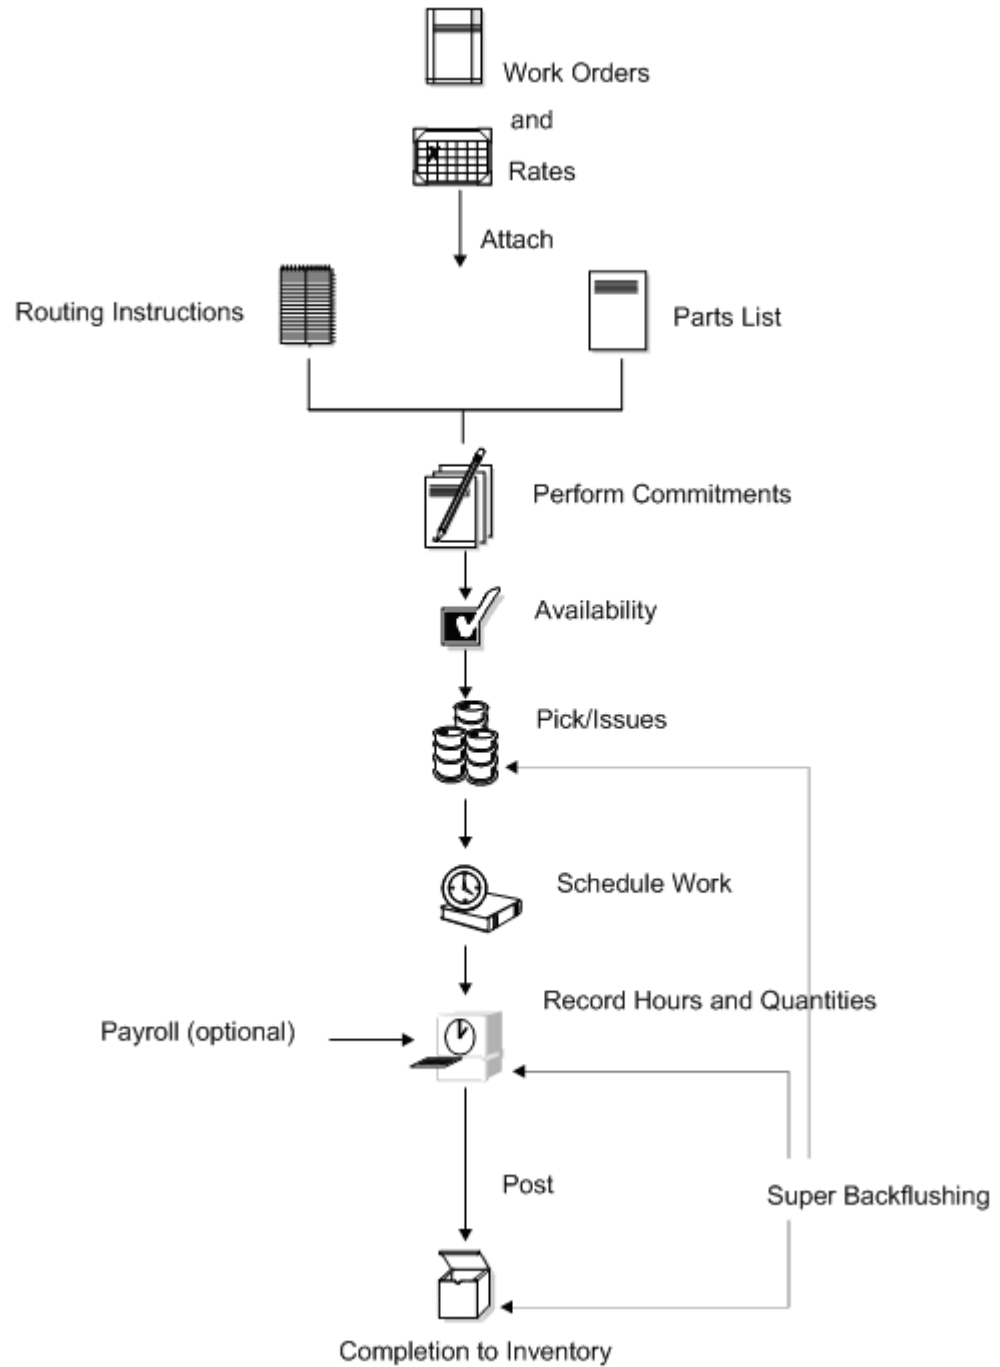 Work Orders
and
Rates
Attach
Routing Instructions
Parts List
Perform Commitments
Availability
Pick/Issues
Schedule Work
Record Hours and Quantities
Payroll (optional)
Post
Super Backflushing
Completion to Inventory